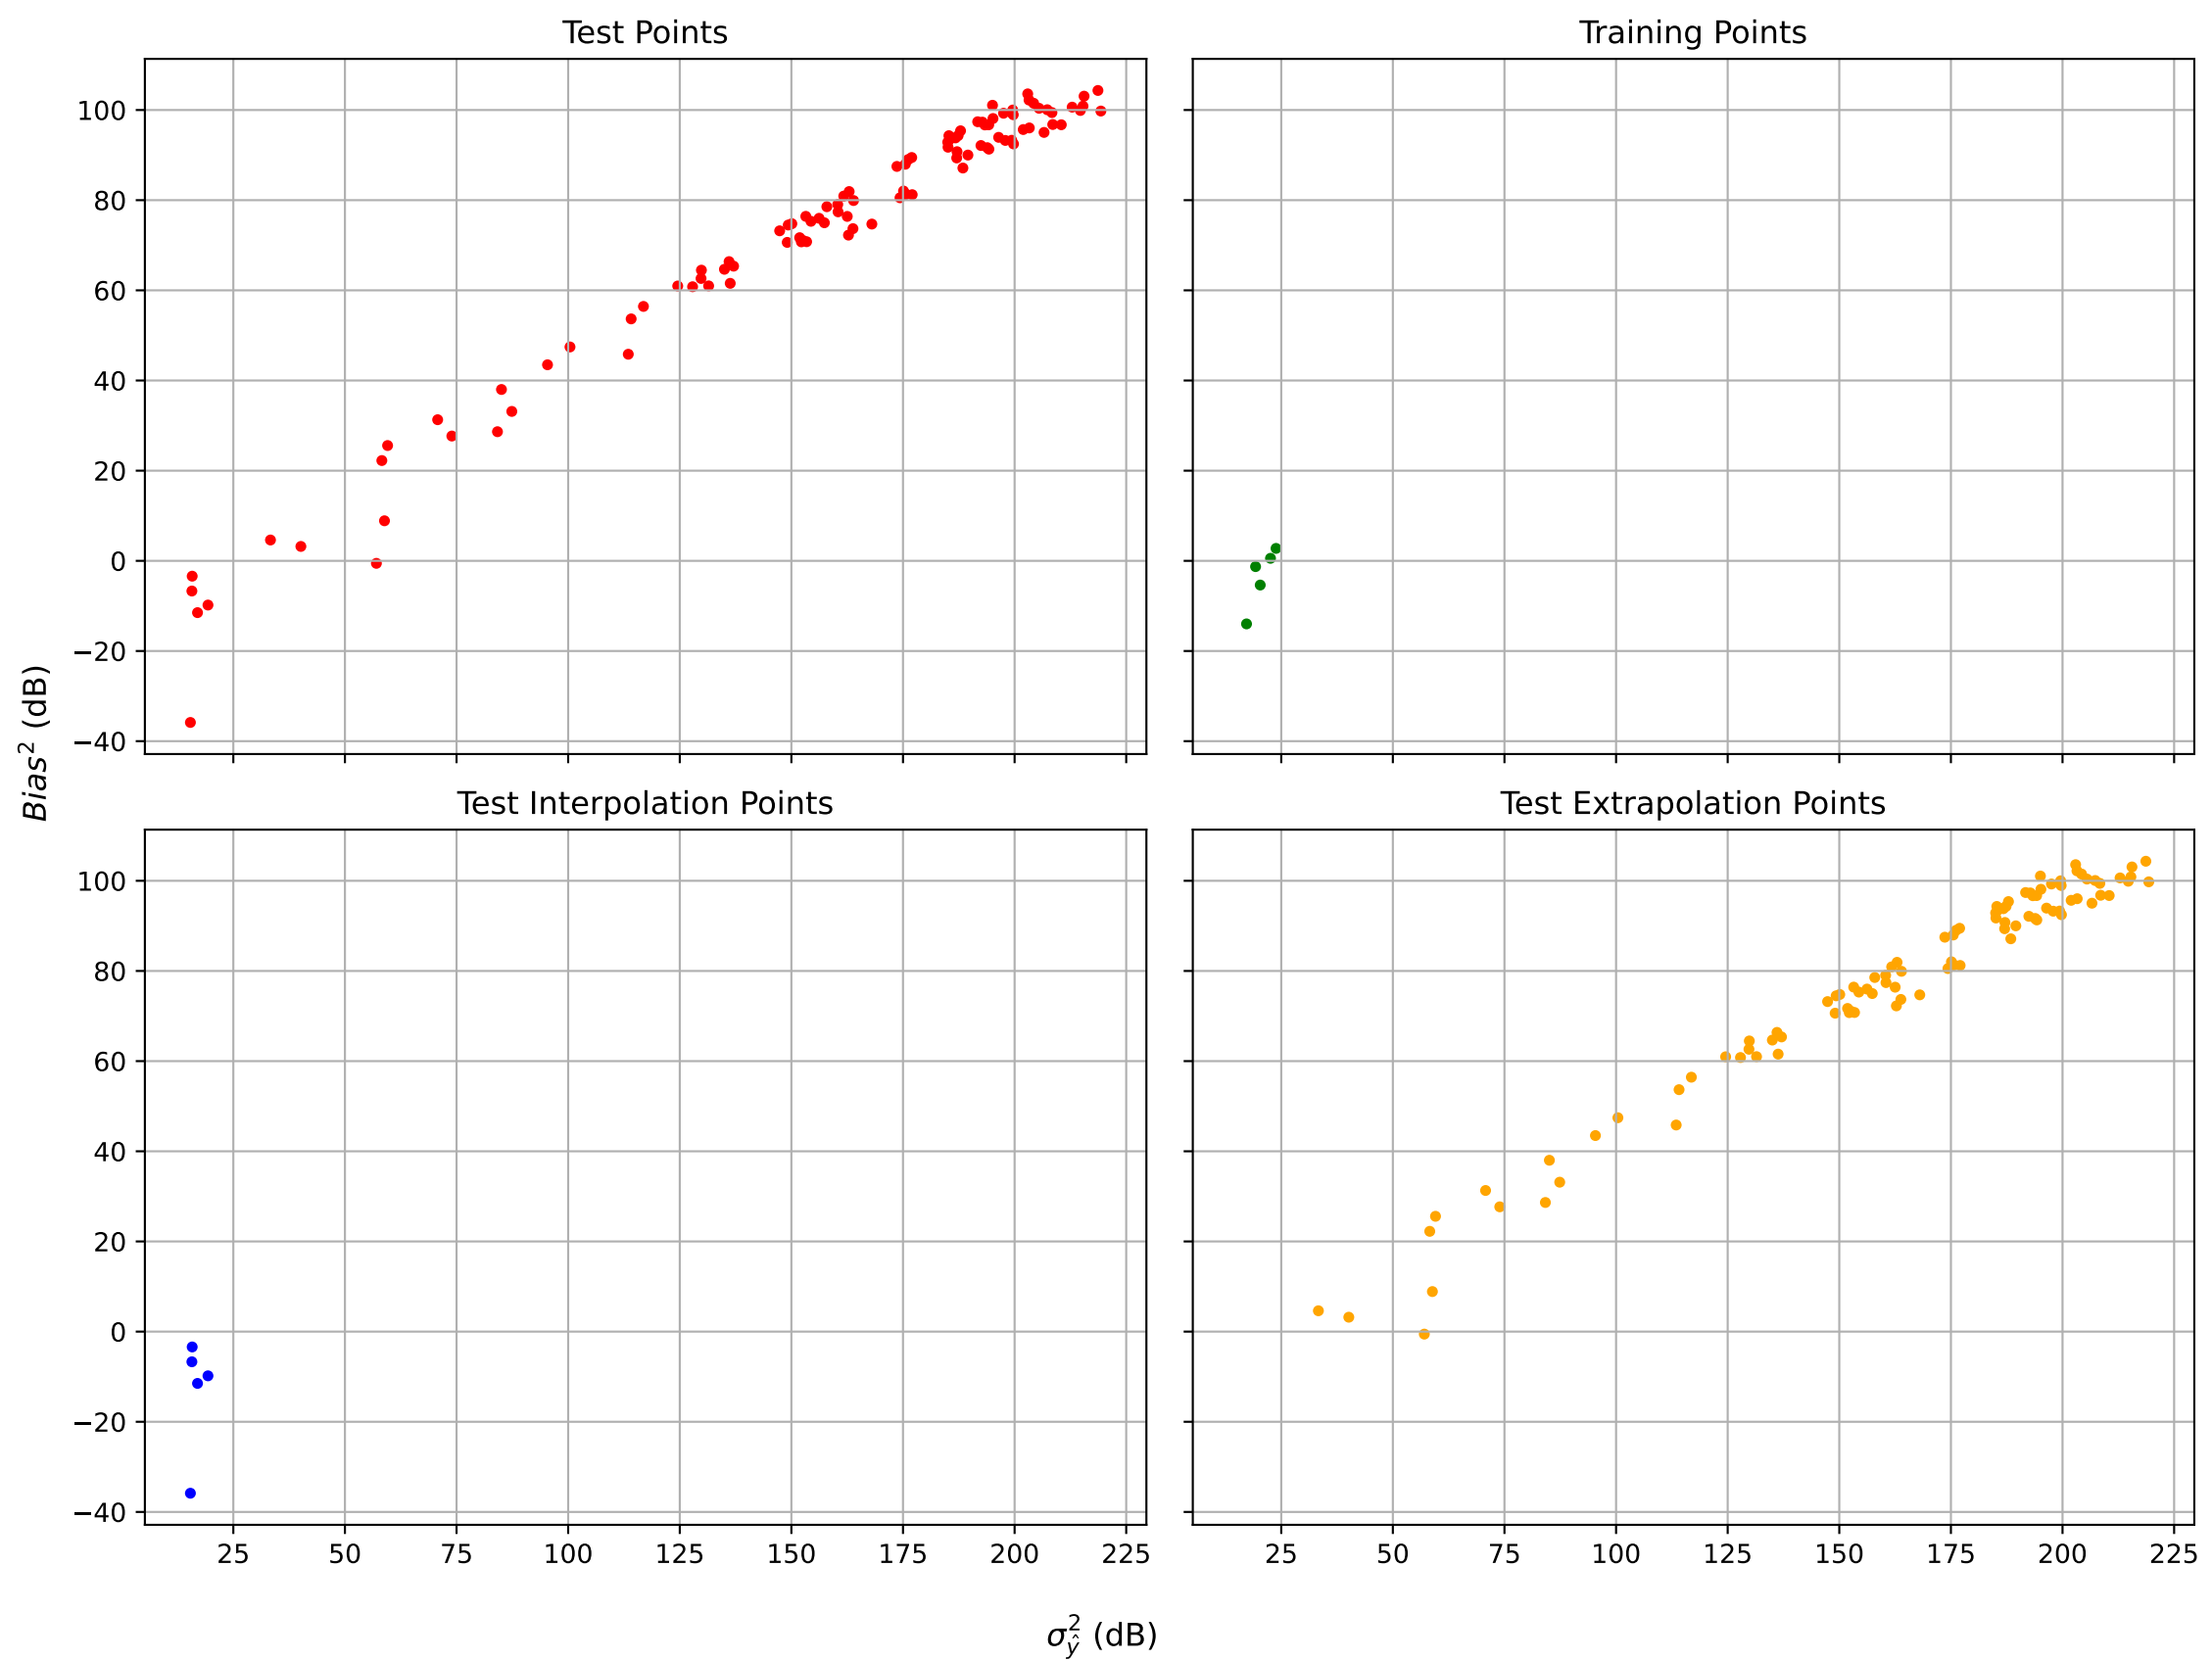 Test Points
Training Points
100
80
60
40
20
0
−20
−40
Test Interpolation Points
Test Extrapolation Points
100
80
60
40
20
0
−20
−40
25 50 75 100 125 150 175 200 225
25 50 75 100 125 150 175 200 225
Bias² (dB)
σ²_ŷ (dB)